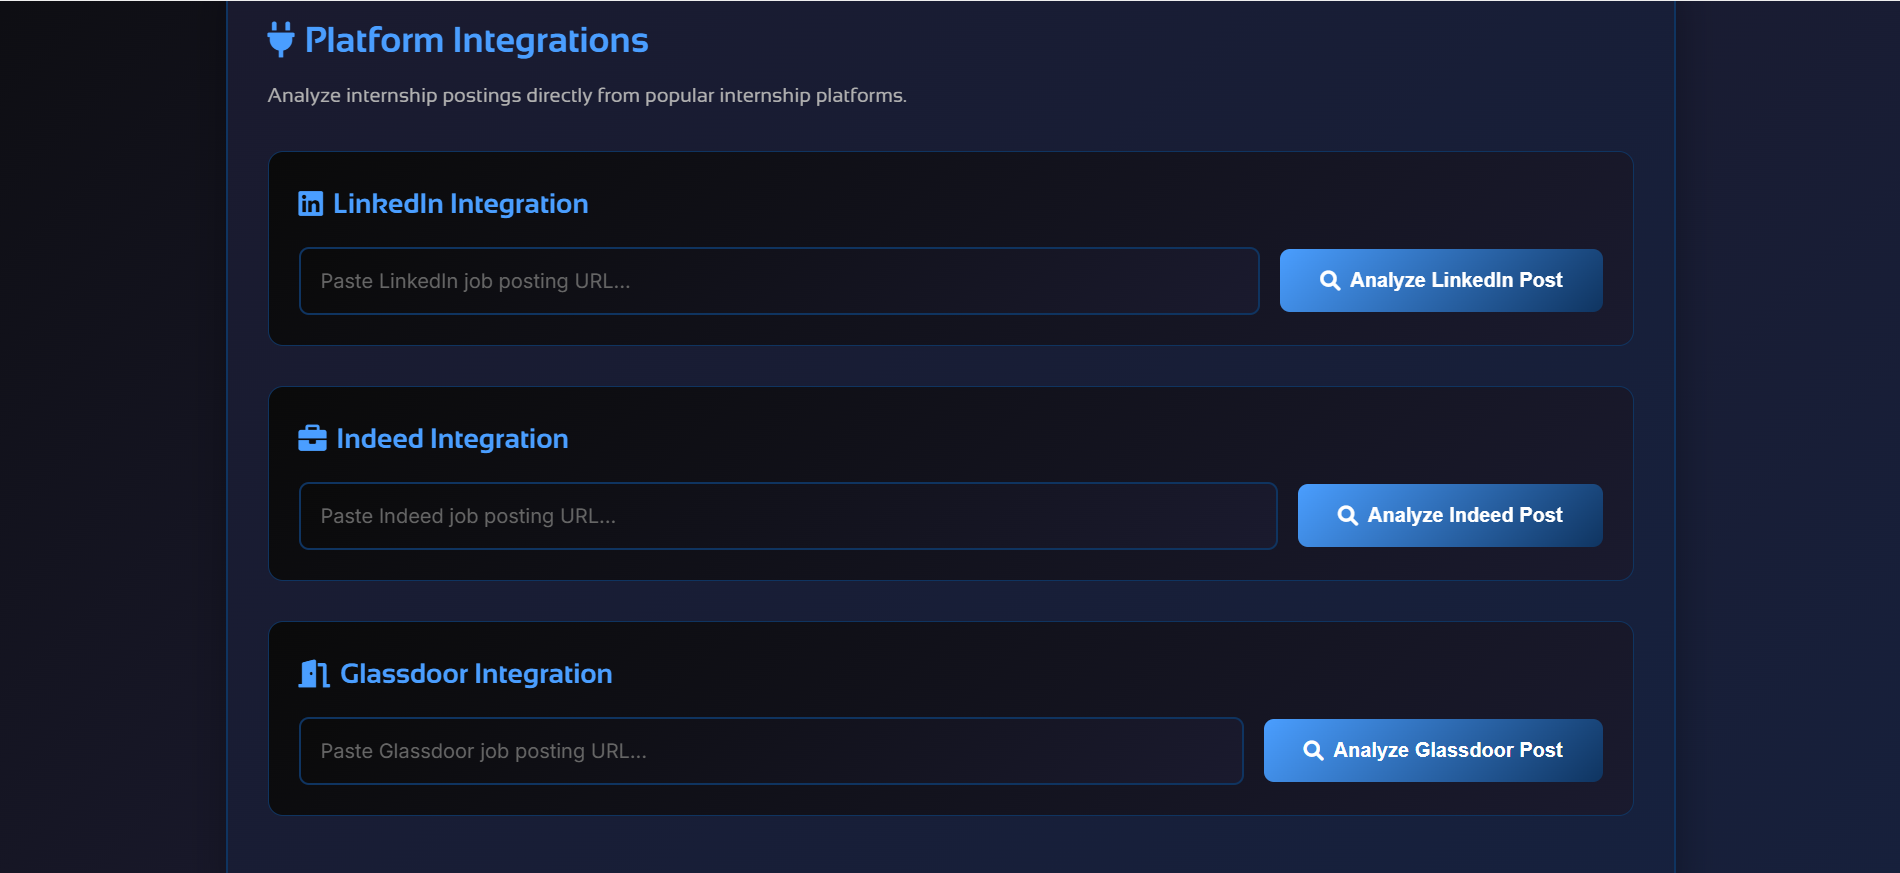 Platform Integrations
Analyze internship postings directly from popular internship platforms.
in LinkedIn Integration
Paste LinkedIn job posting URL...
Analyze LinkedIn Post
Indeed Integration
Paste Indeed job posting URL...
Analyze Indeed Post
Glassdoor Integration
Paste Glassdoor job posting URL...
Analyze Glassdoor Post